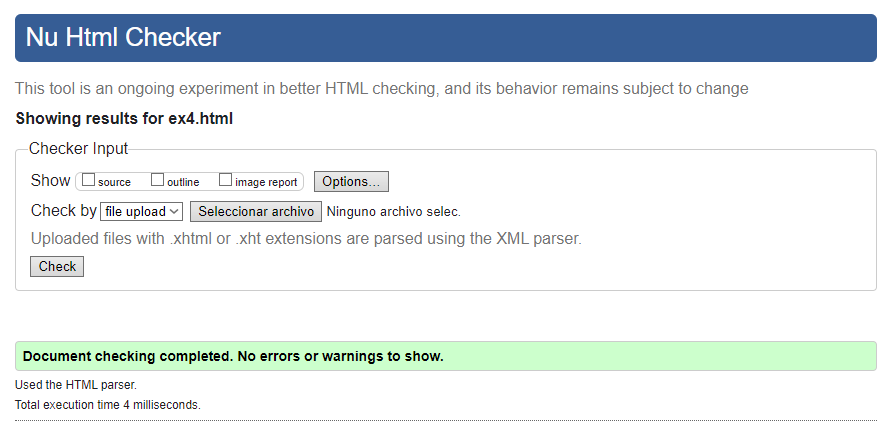 Nu Html Checker
This tool is an ongoing experiment in better HTML checking, and its behavior remains subject to change
Showing results for ex4.html
Checker Input
Show source outline image report Options...
Check by file upload Seleccionar archivo Ninguno archivo selec.
Uploaded files with .xhtml or .xht extensions are parsed using the XML parser.
Check
Document checking completed. No errors or warnings to show.
Used the HTML parser.
Total execution time 4 milliseconds.